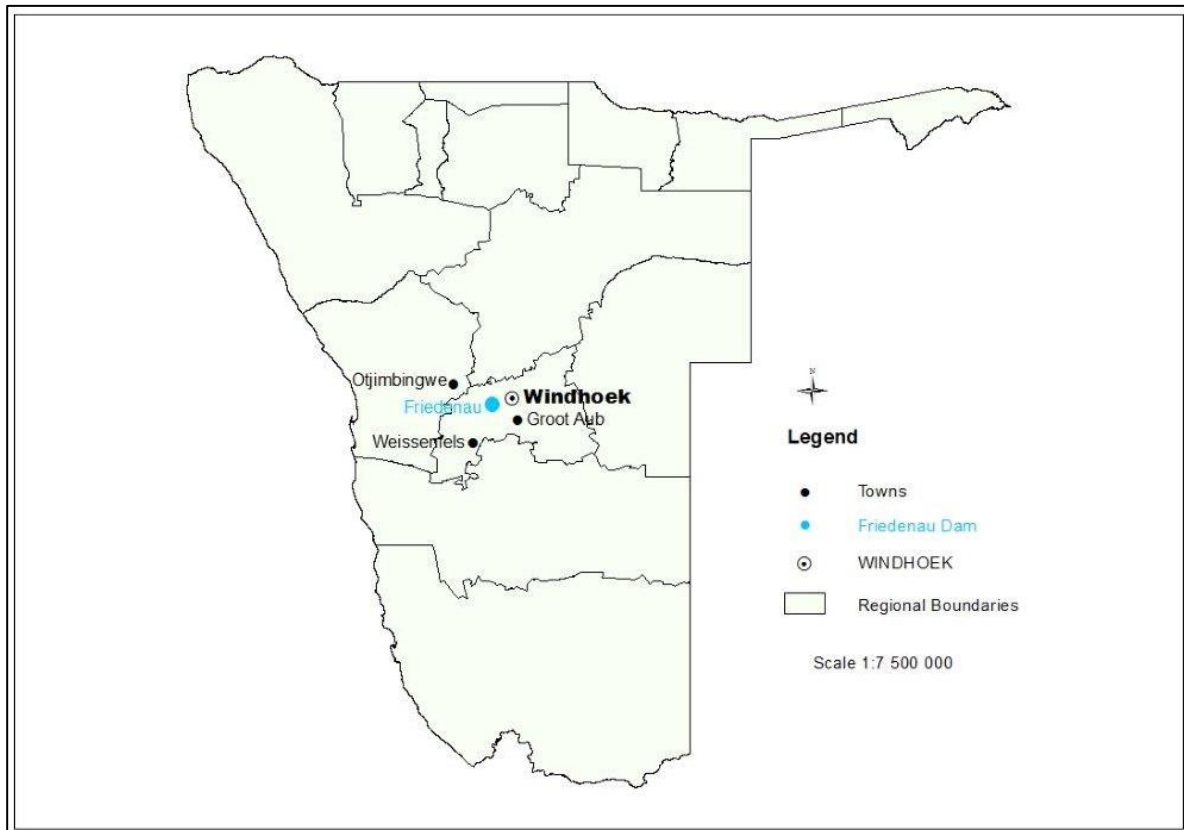 Otjimbingwe
Windhoek
Friedenau
Groot Aub
Weissenfels
N
Legend
Towns
Friedenau Dam
WINDHOEK
Regional Boundaries
Scale 1:7 500 000